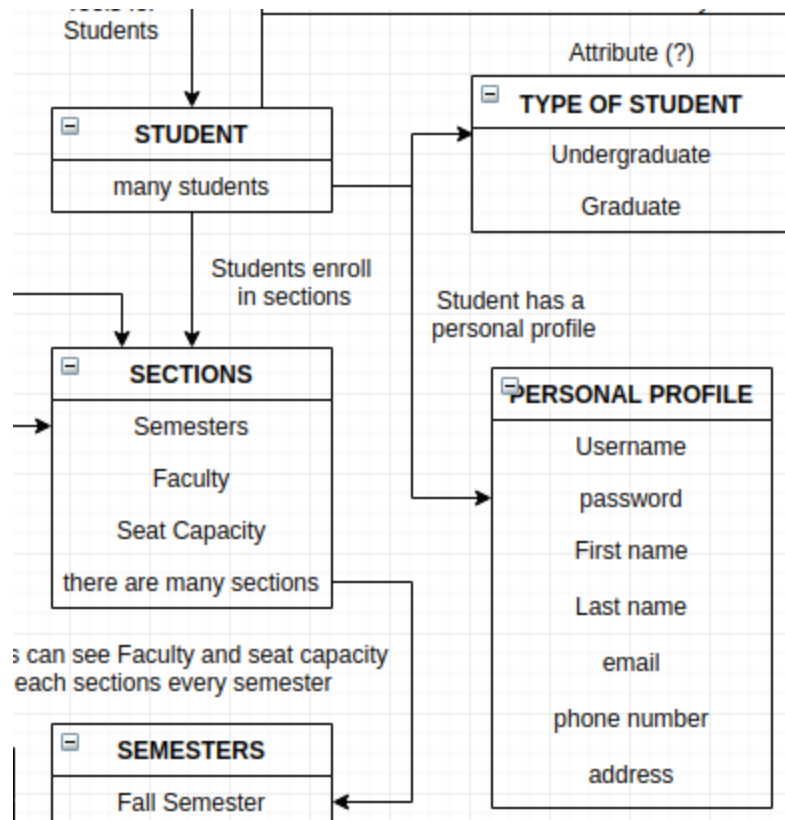 Students
Attribute (?)
TYPE OF STUDENT
Undergraduate
Graduate
STUDENT
many students
Students enroll
in sections
Student has a
personal profile
SECTIONS
Semesters
Faculty
Seat Capacity
there are many sections
PERSONAL PROFILE
Username
password
First name
Last name
email
phone number
address
can see Faculty and seat capacity
each sections every semester
SEMESTERS
Fall Semester